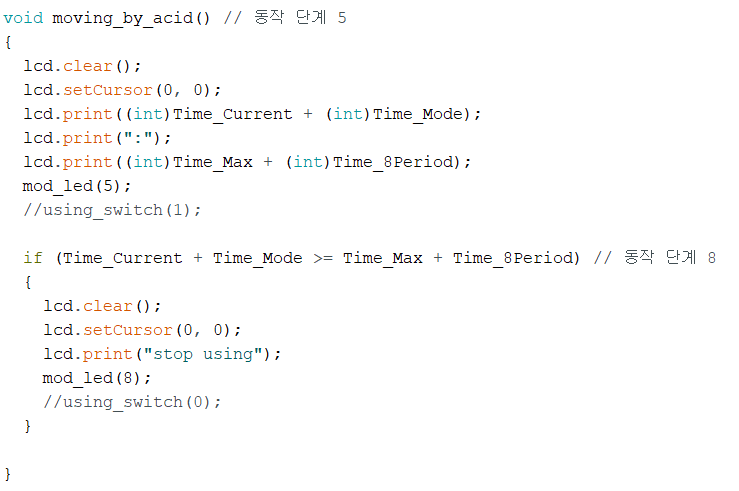 void moving_by_acid() // 동작 단계 5
{
  lcd.clear();
  lcd.setCursor(0, 0);
  lcd.print((int)Time_Current + (int)Time_Mode);
  lcd.print(":");
  lcd.print((int)Time_Max + (int)Time_8Period);
  mod_led(5);
  //using_switch(1);

  if (Time_Current + Time_Mode >= Time_Max + Time_8Period) // 동작 단계 8
  {
    lcd.clear();
    lcd.setCursor(0, 0);
    lcd.print("stop using");
    mod_led(8);
    //using_switch(0);
  }

}